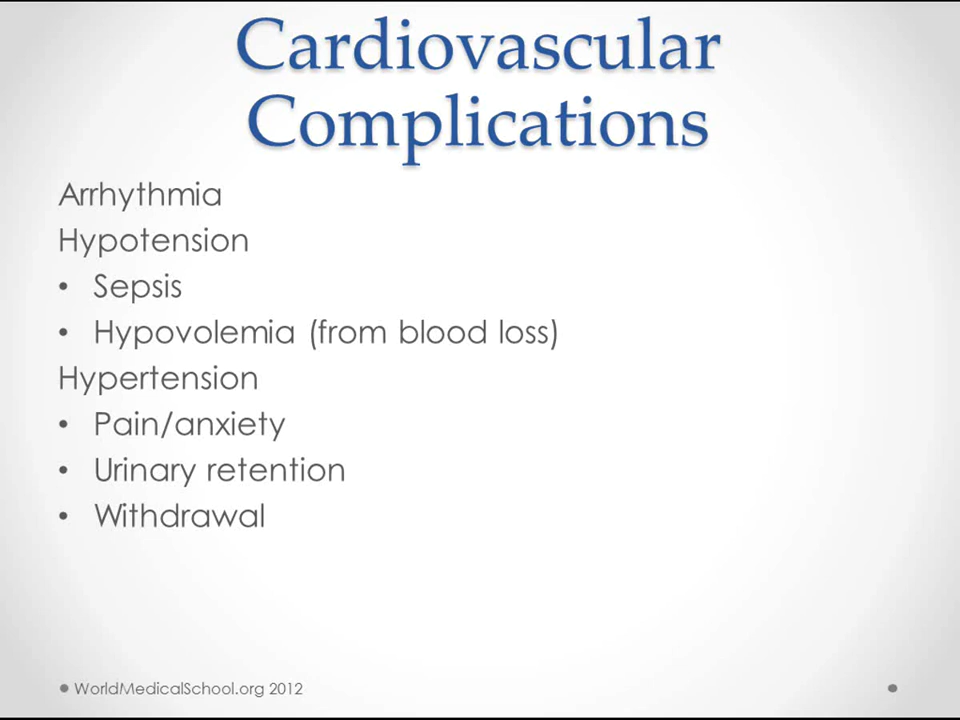 Cardiovascular
Complications
Arrhythmia
Hypotension
• Sepsis
• Hypovolemia (from blood loss)
Hypertension
• Pain/anxiety
• Urinary retention
• Withdrawal
WorldMedicalSchool.org 2012